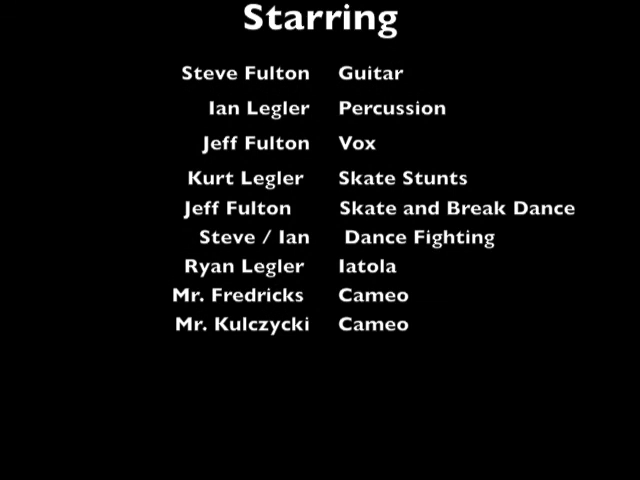 Starring
Steve Fulton Guitar
Ian Legler Percussion
Jeff Fulton Vox
Kurt Legler Skate Stunts
Jeff Fulton Skate and Break Dance
Steve / Ian Dance Fighting
Ryan Legler Iatola
Mr. Fredricks Cameo
Mr. Kulczycki Cameo